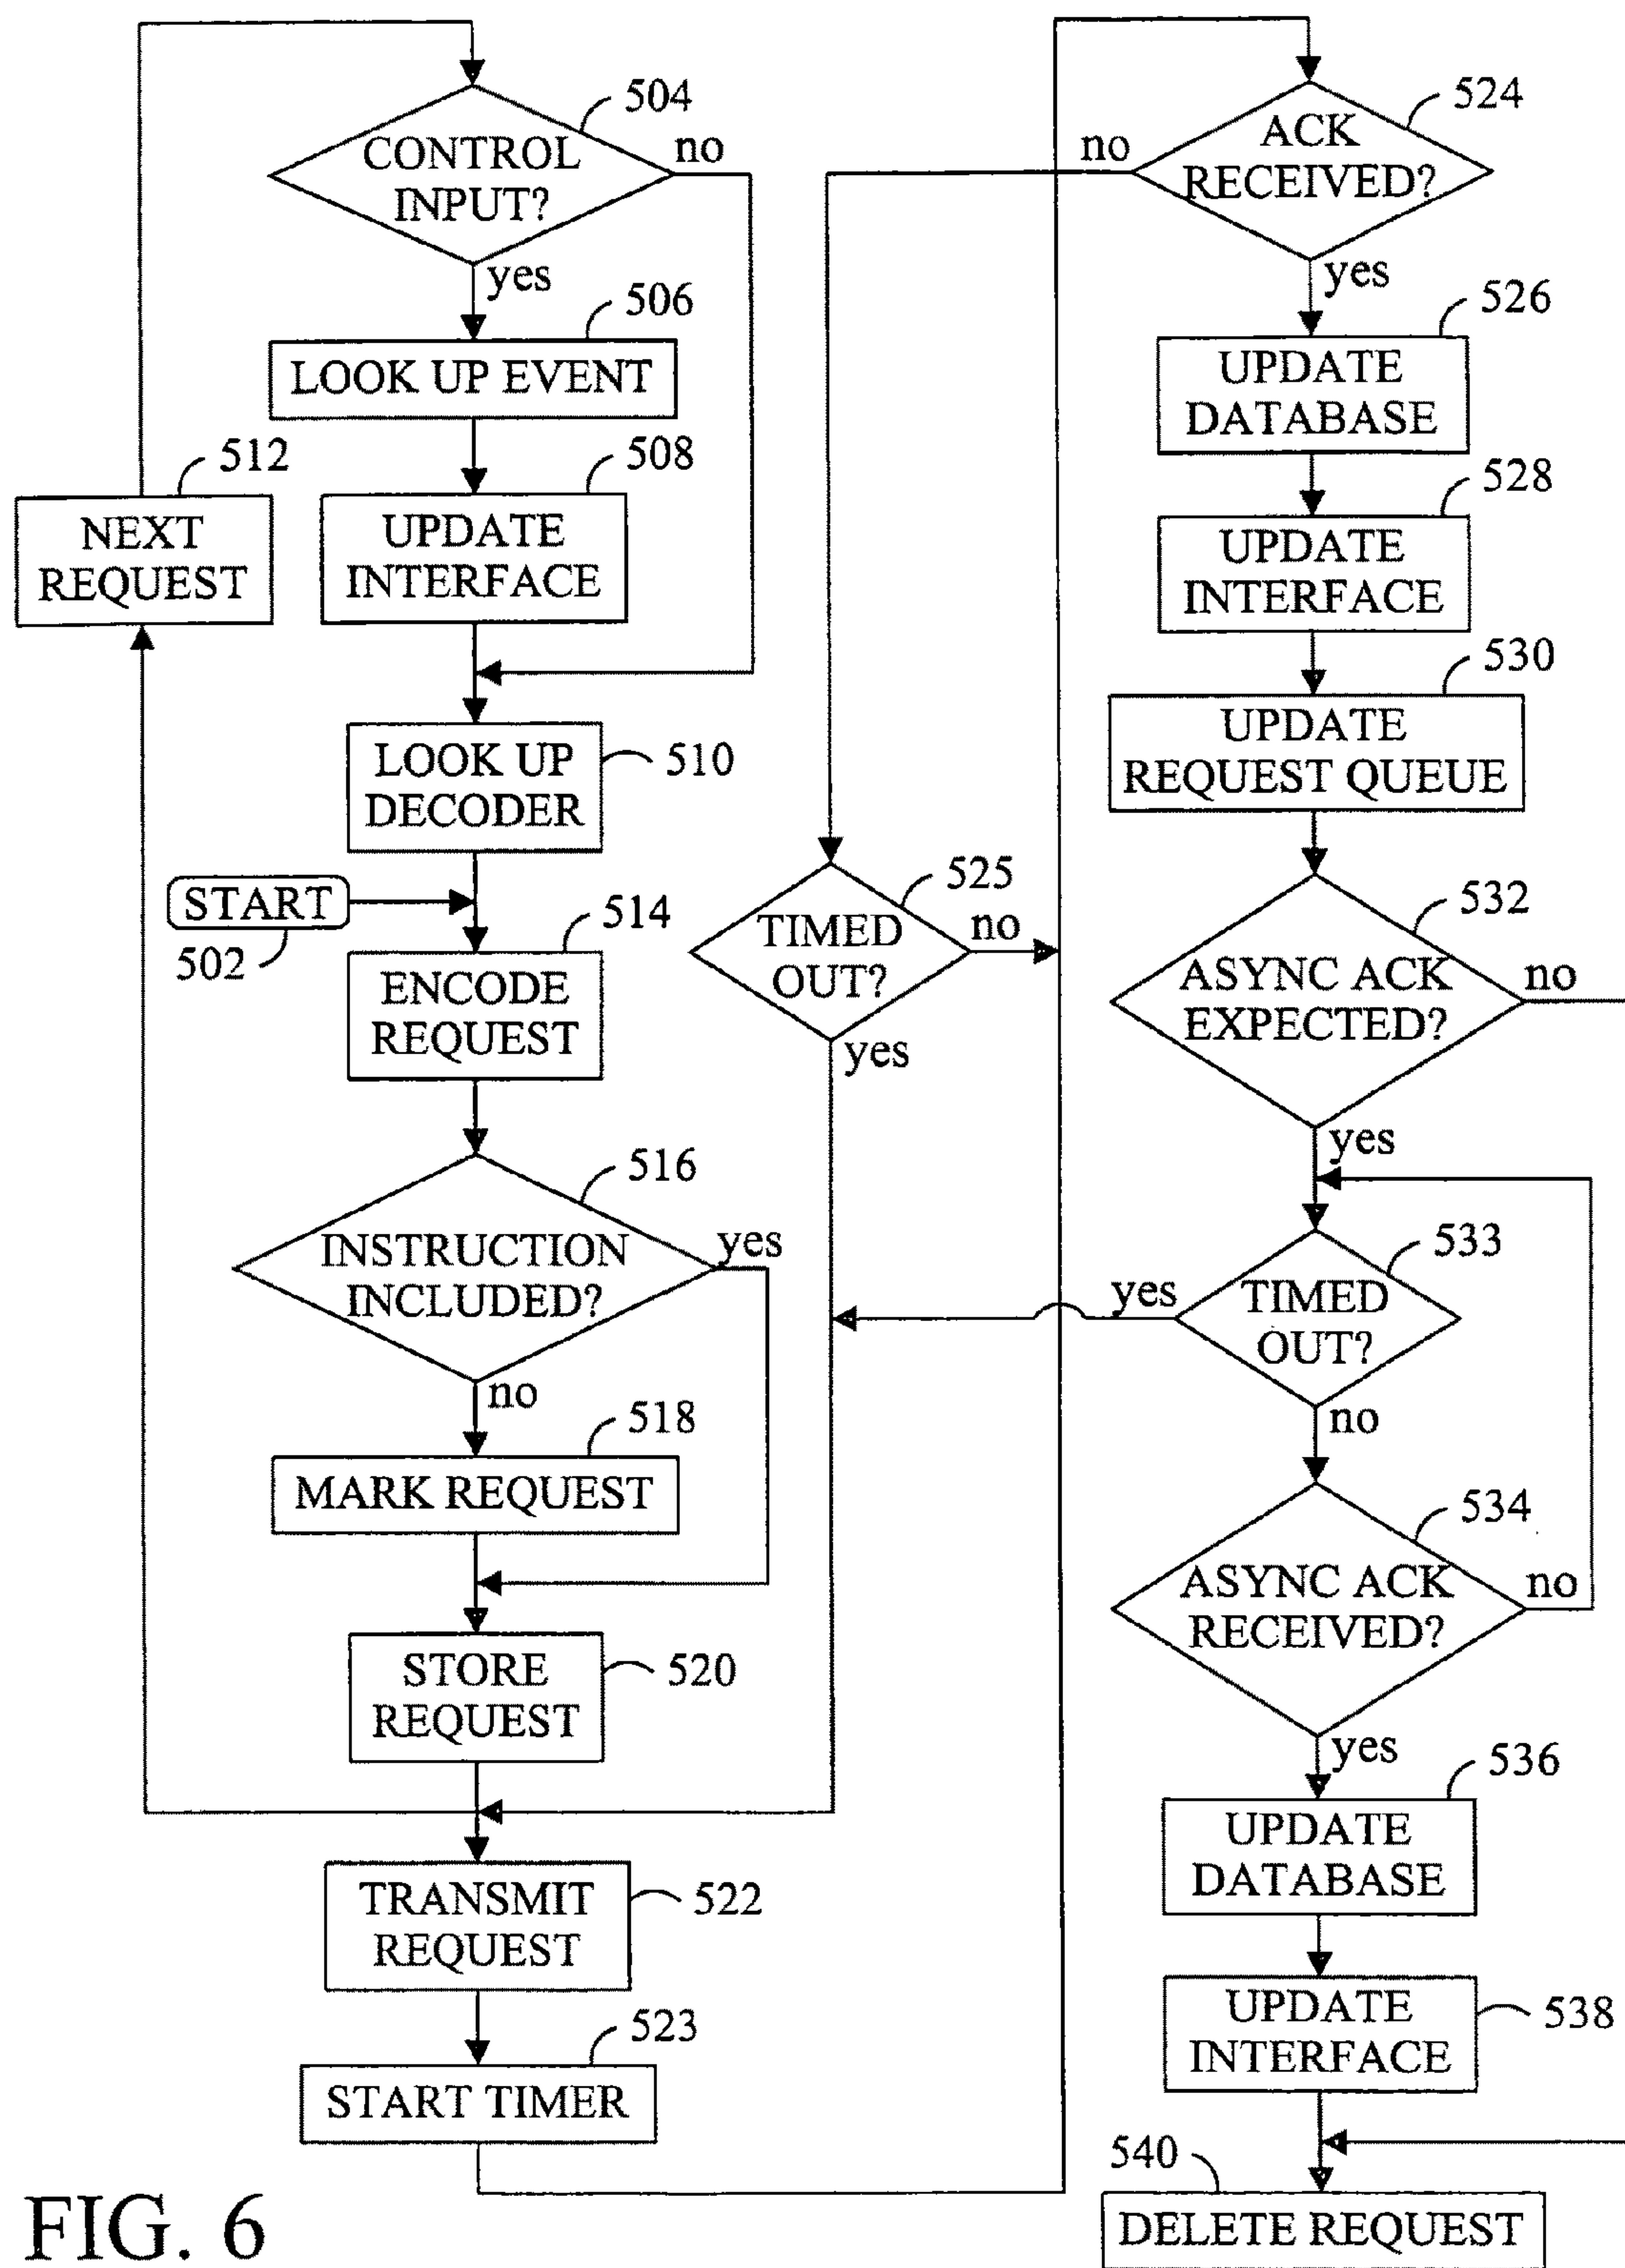 504
CONTROL
INPUT?
no
yes
506
LOOK UP EVENT
512
NEXT
REQUEST
508
UPDATE
INTERFACE
LOOK UP
DECODER
510
START
502
514
ENCODE
REQUEST
516
INSTRUCTION
INCLUDED?
yes
no
518
MARK REQUEST
STORE
REQUEST
520
TRANSMIT
REQUEST
522
523
START TIMER
524
ACK
RECEIVED?
no
yes
525
TIMED
OUT?
no
yes
526
UPDATE
DATABASE
528
UPDATE
INTERFACE
530
UPDATE
REQUEST QUEUE
532
ASYNC ACK
EXPECTED?
no
yes
533
TIMED
OUT?
yes
no
534
ASYNC ACK
RECEIVED?
no
yes
536
UPDATE
DATABASE
UPDATE
INTERFACE
538
540
DELETE REQUEST
FIG. 6